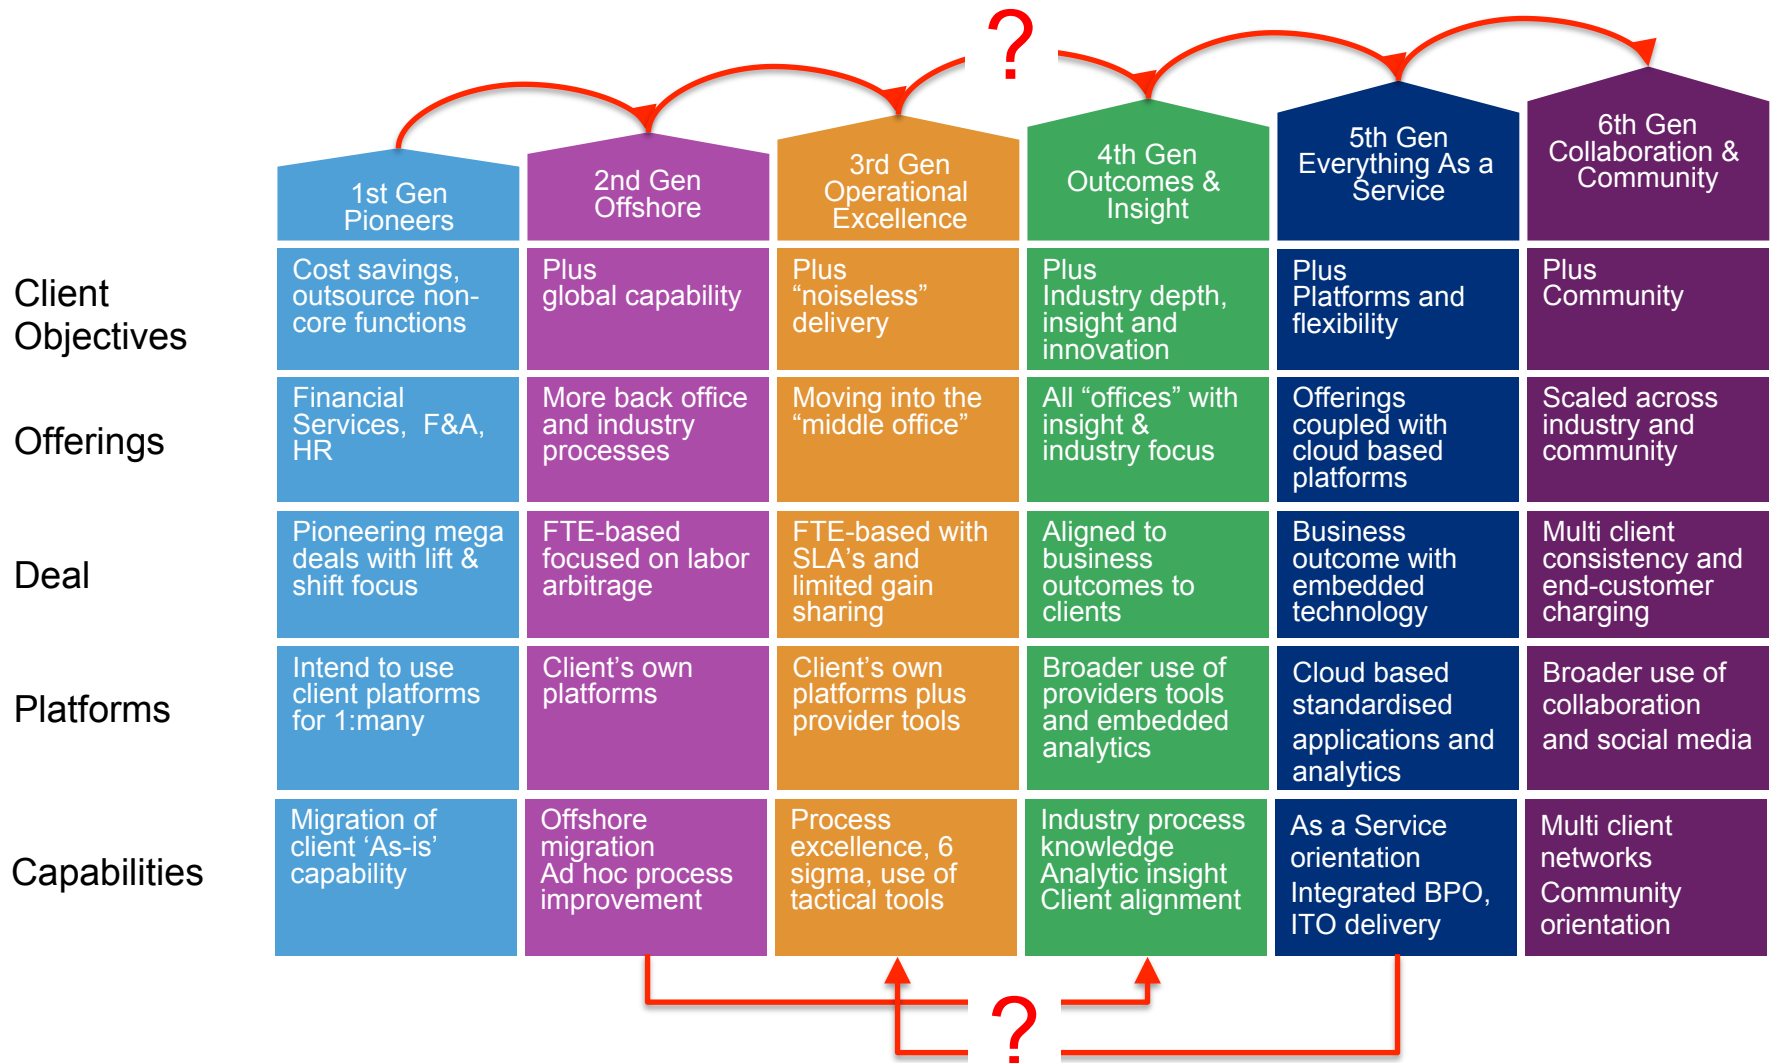 ?
1st Gen
Pioneers
2nd Gen
Offshore
3rd Gen
Operational
Excellence
4th Gen
Outcomes &
Insight
5th Gen
Everything As a
Service
6th Gen
Collaboration &
Community
Client
Objectives
Cost savings,
outsource non-
core functions
Plus
global capability
Plus
“noiseless”
delivery
Plus
Industry depth,
insight and
innovation
Plus
Platforms and
flexibility
Plus
Community
Offerings
Financial
Services, F&A,
HR
More back office
and industry
processes
Moving into the
“middle office”
All “offices” with
insight &
industry focus
Offerings
coupled with
cloud based
platforms
Scaled across
industry and
community
Deal
Pioneering mega
deals with lift &
shift focus
FTE-based
focused on labor
arbitrage
FTE-based with
SLA’s and
limited gain
sharing
Aligned to
business
outcomes to
clients
Business
outcome with
embedded
technology
Multi client
consistency and
end-customer
charging
Platforms
Intend to use
client platforms
for 1:many
Client’s own
platforms
Client’s own
platforms plus
provider tools
Broader use of
providers tools
and embedded
analytics
Cloud based
standardised
applications and
analytics
Broader use of
collaboration
and social media
Capabilities
Migration of
client ‘As-is’
capability
Offshore
migration
Ad hoc process
improvement
Process
excellence, 6
sigma, use of
tactical tools
Industry process
knowledge
Analytic insight
Client alignment
As a Service
orientation
Integrated BPO,
ITO delivery
Multi client
networks
Community
orientation
?